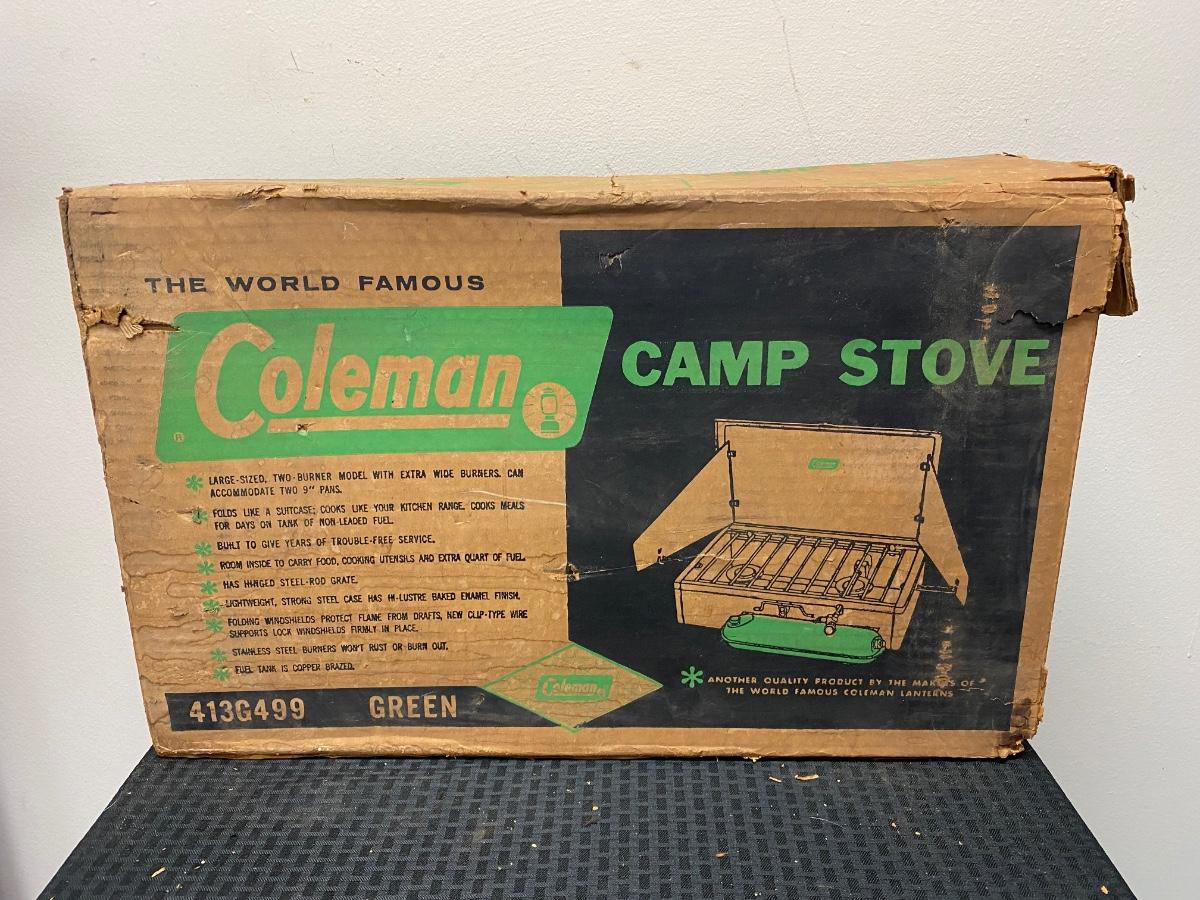 THE WORLD FAMOUS
Coleman
®
CAMP STOVE
LARGE-SIZED, TWO-BURNER MODEL WITH EXTRA WIDE BURNERS. CAN
ACCOMMODATE TWO 9" PANS.
FOLDS LIKE A SUITCASE; COOKS LIKE YOUR KITCHEN RANGE. COOKS MEALS
FOR DAYS ON TANK OF NON-LEADED FUEL.
BUILT TO GIVE YEARS OF TROUBLE-FREE SERVICE.
ROOM INSIDE TO CARRY FOOD, COOKING UTENSILS AND EXTRA QUART OF FUEL.
HAS HINGED STEEL-ROD GRATE.
LIGHTWEIGHT, STRONG STEEL CASE HAS HI-LUSTRE BAKED ENAMEL FINISH.
FOLDING WINDSHIELDS PROTECT FLAME FROM DRAFTS, NEW CLIP-TYPE WIRE
SUPPORTS LOCK WINDSHIELDS FIRMLY IN PLACE.
STAINLESS STEEL BURNERS WON'T RUST OR BURN OUT.
FUEL TANK IS COPPER BRAZED.
Coleman
413G499 GREEN
Coleman
ANOTHER QUALITY PRODUCT BY THE MAKERS OF
THE WORLD FAMOUS COLEMAN LANTERNS